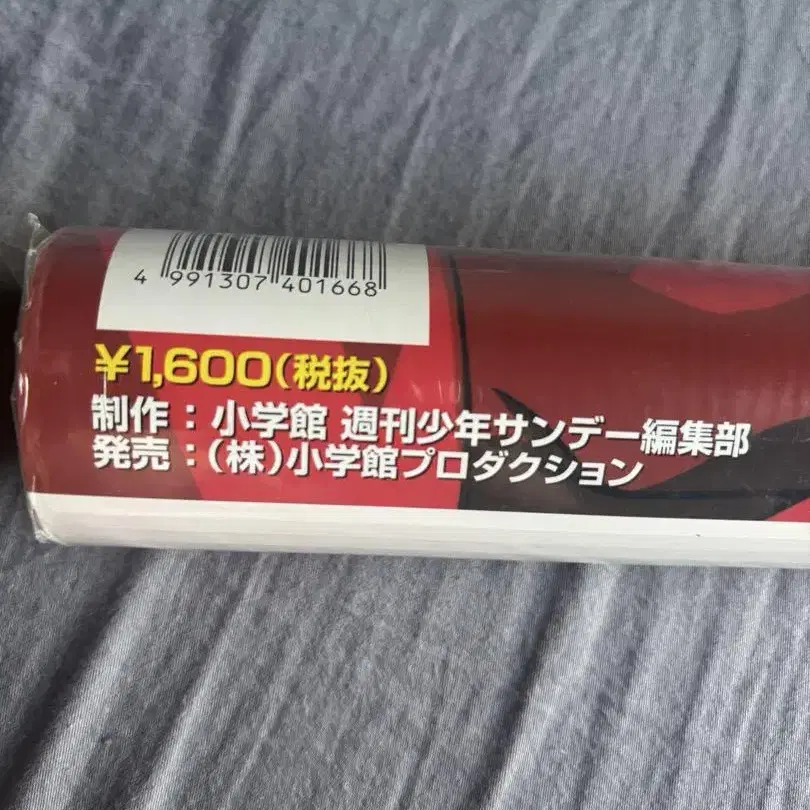 4 991307 401668
¥1,600(税抜)
制作：小学館 週刊少年サンデー編集部
発売：(株)小学館プロダクション